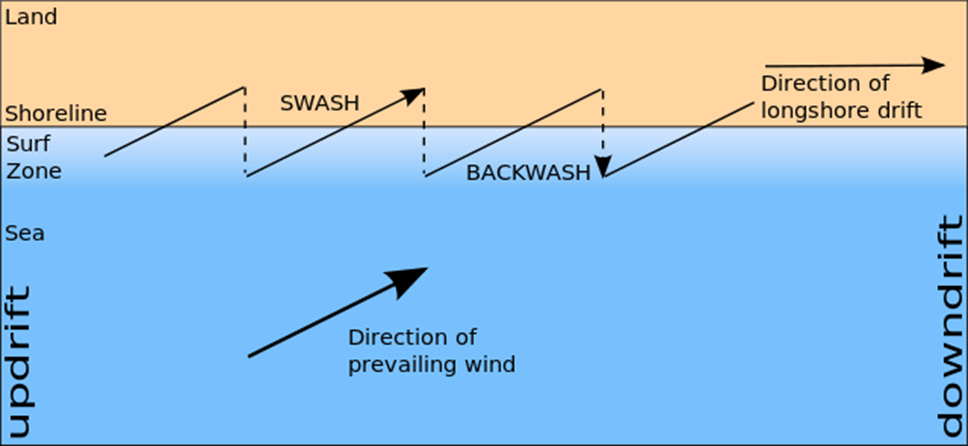 Land
SWASH
Direction of
longshore drift
Shoreline
Surf
Zone
BACKWASH
Sea
Direction of
prevailing wind
updrift
downdrift